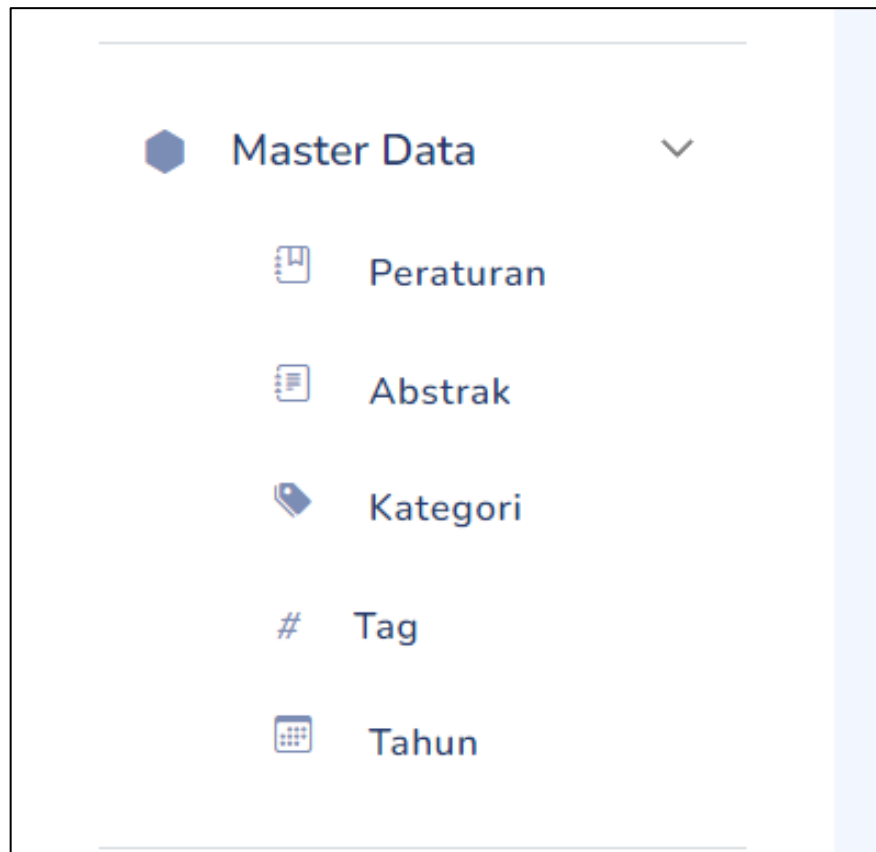 Master Data
Peraturan
Abstrak
Kategori
# Tag
Tahun